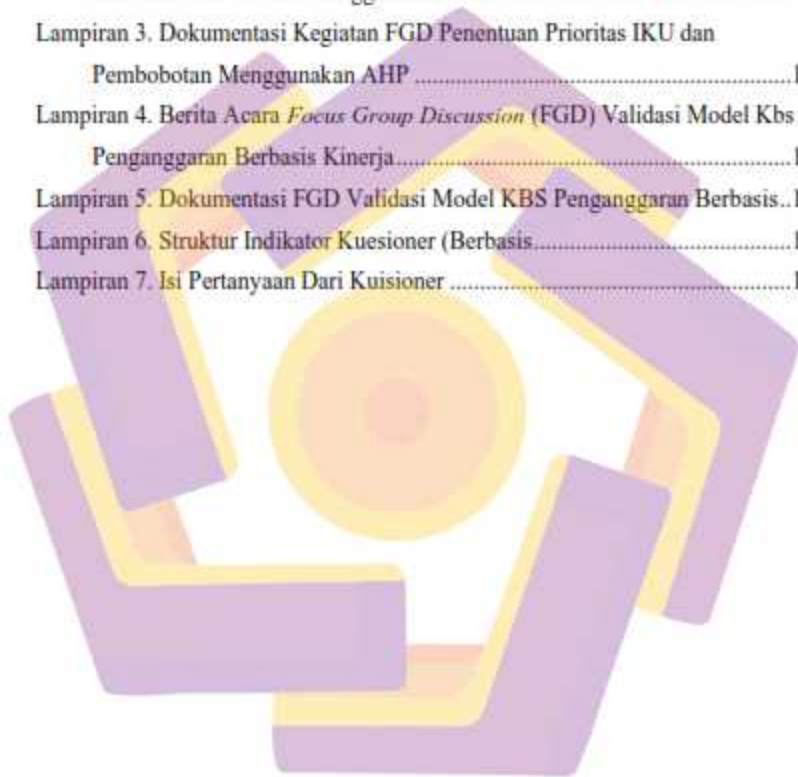 Lampiran 3. Dokumentasi Kegiatan FGD Penentuan Prioritas IKU dan
Pembobotan Menggunakan AHP ........................................................
Lampiran 4. Berita Acara Focus Group Discussion (FGD) Validasi Model Kbs
Penganggaran Berbasis Kinerja...........................................................
Lampiran 5. Dokumentasi FGD Validasi Model KBS Penganggaran Berbasis..
Lampiran 6. Struktur Indikator Kuesioner (Berbasis......................................
Lampiran 7. Isi Pertanyaan Dari Kuisioner ...................................................